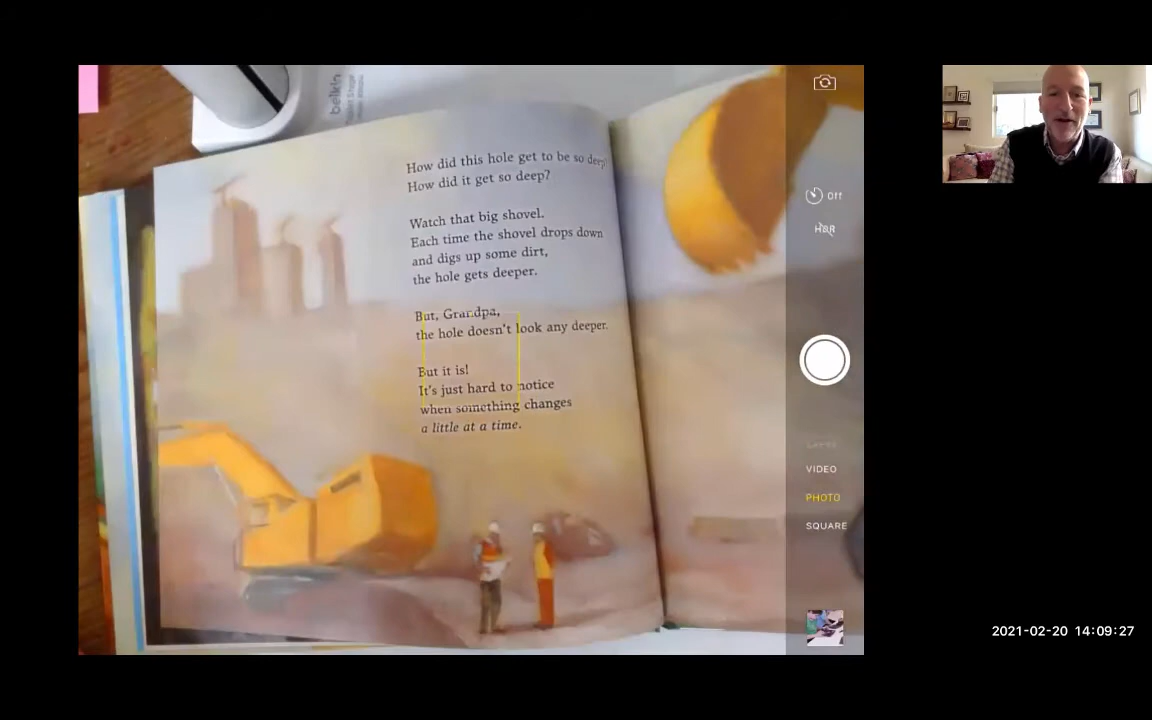 belkin
How did this hole get to be so deep?
How did it get so deep?
Watch that big shovel.
Each time the shovel drops down
and digs up some dirt,
the hole gets deeper.
But, Grandpa,
the hole doesn't look any deeper.
But it is!
It's just hard to notice
when something changes
a little at a time.
Off
HDR
VIDEO
PHOTO
SQUARE
2021-02-20 14:09:27